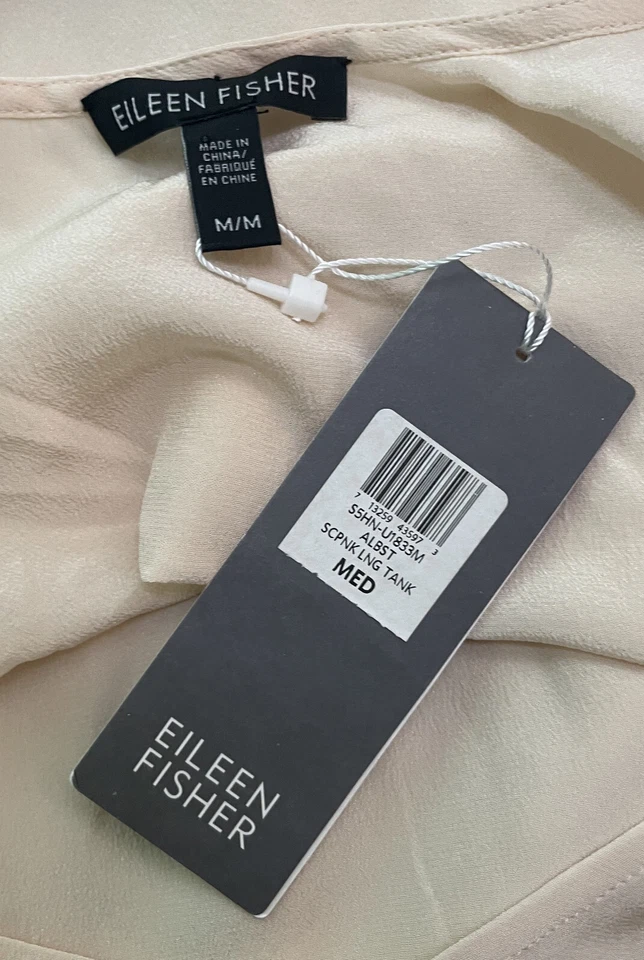 EILEEN FISHER
MADE IN
CHINA/
FABRIQUÉ
EN CHINE
M/M
7 13259 43597 3
S5HN-U1833M
ALBST
SCPNK LNG TANK
MED
EILEEN
FISHER